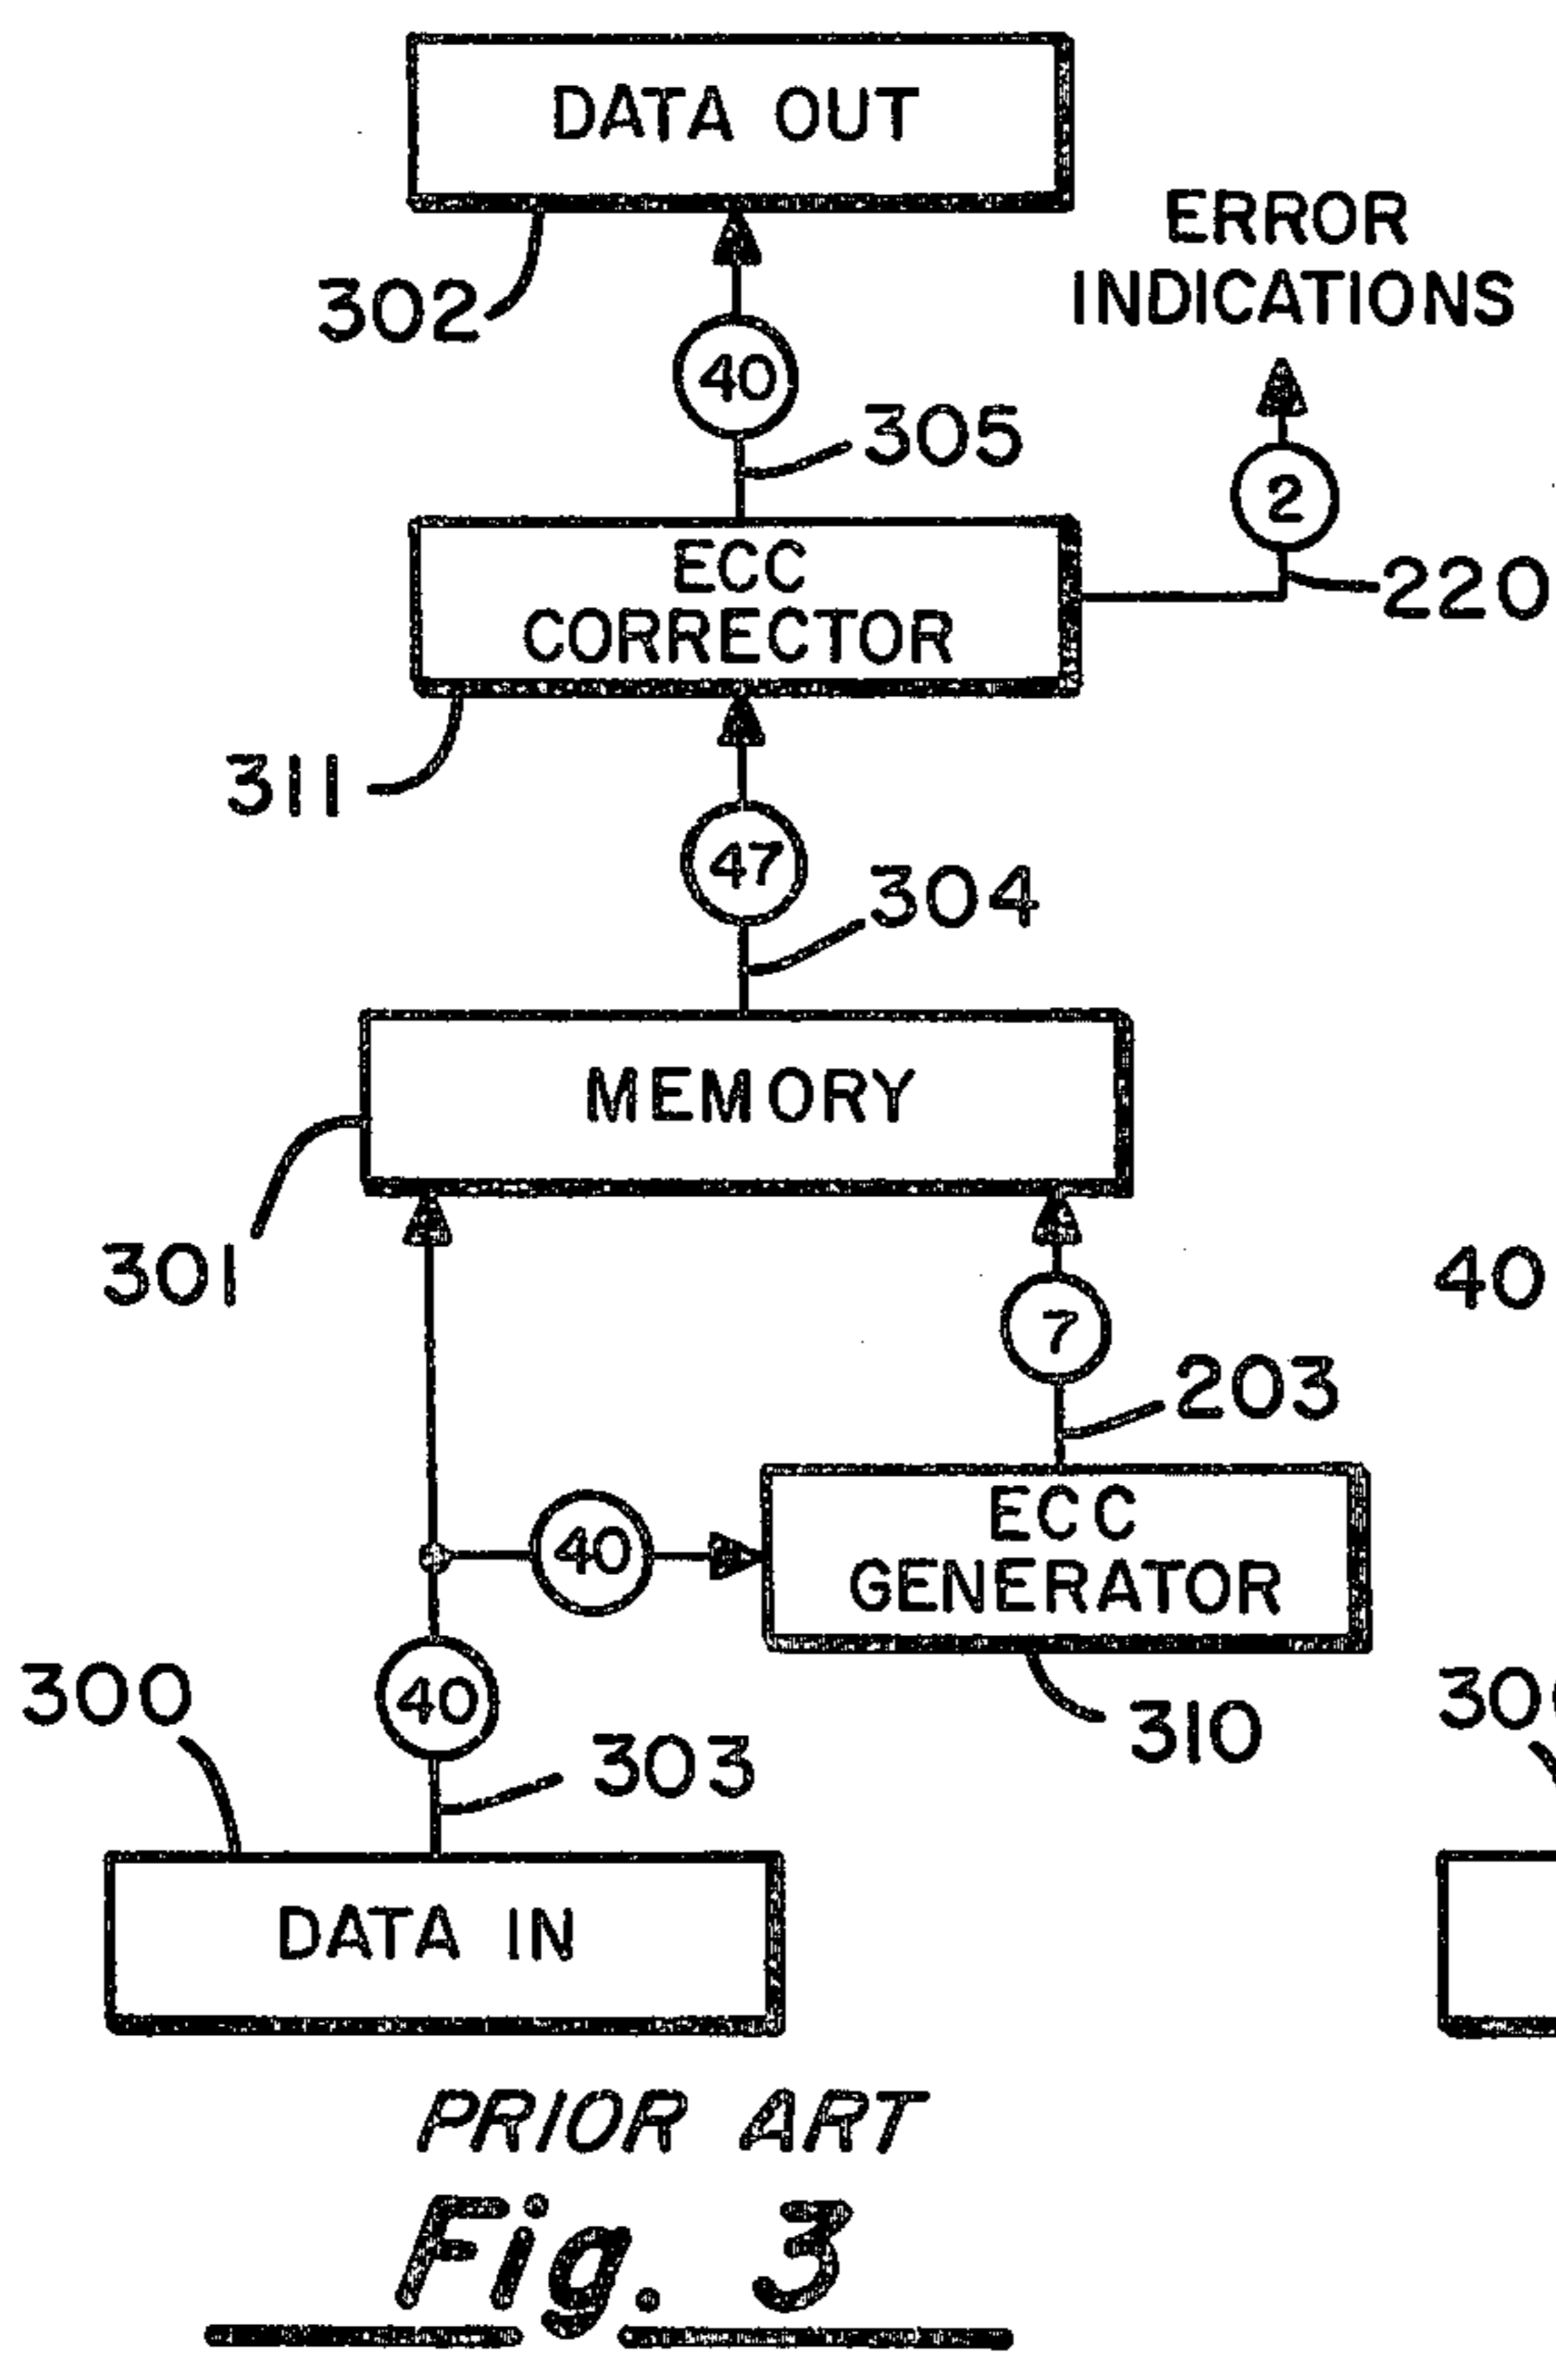 DATA OUT
ERROR
INDICATIONS
302
40
305
2
ECC
CORRECTOR
220
311
47
304
MEMORY
301
40
7
203
ECC
GENERATOR
40
300
40
310
303
DATA IN
PRIOR ART
Fig. 3